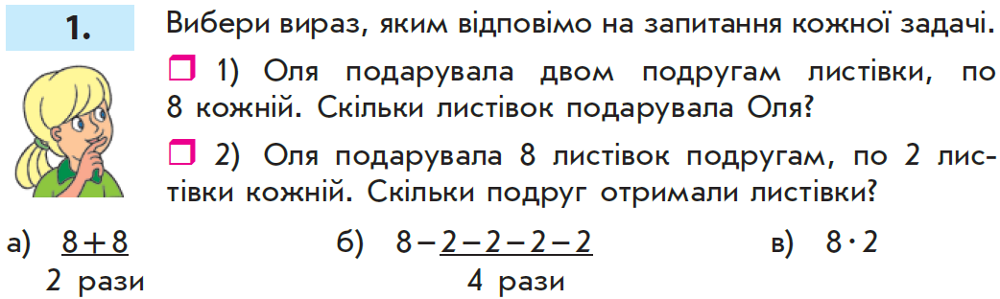 1. Вибери вираз, яким відповімо на запитання кожної задачі.
1) Оля подарувала двом подругам листівки, по
8 кожній. Скільки листівок подарувала Оля?
2) Оля подарувала 8 листівок подругам, по 2 лис-
тівки кожній. Скільки подруг отримали листівки?
а) 8+8 б) 8−2−2−2−2 в) 8·2
2 рази 4 рази